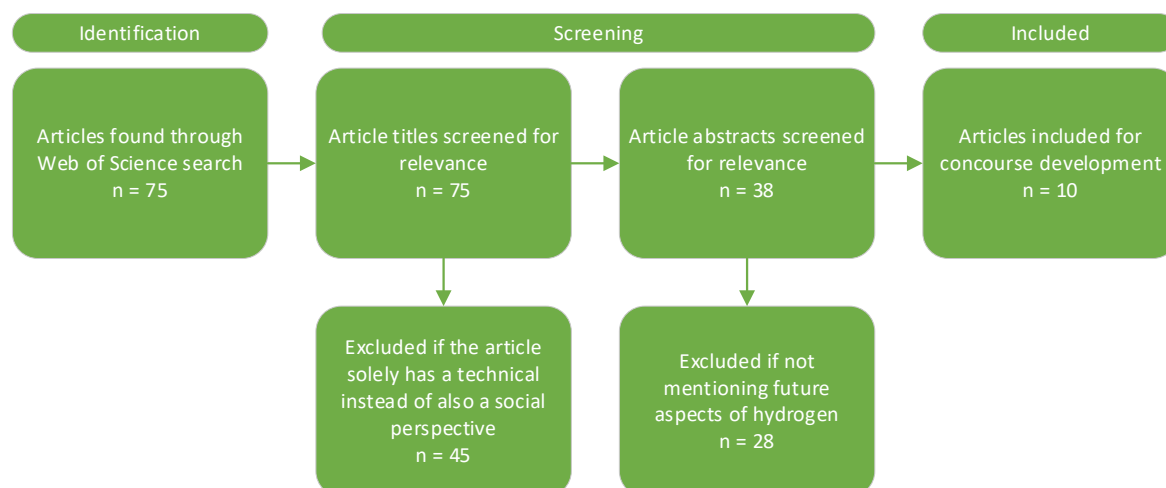 Identification
Screening
Included
Articles found through
Web of Science search
n = 75
Article titles screened for
relevance
n = 75
Article abstracts screened
for relevance
n = 38
Articles included for
concourse development
n = 10
Excluded if the article
solely has a technical
instead of also a social
perspective
n = 45
Excluded if not
mentioning future
aspects of hydrogen
n = 28